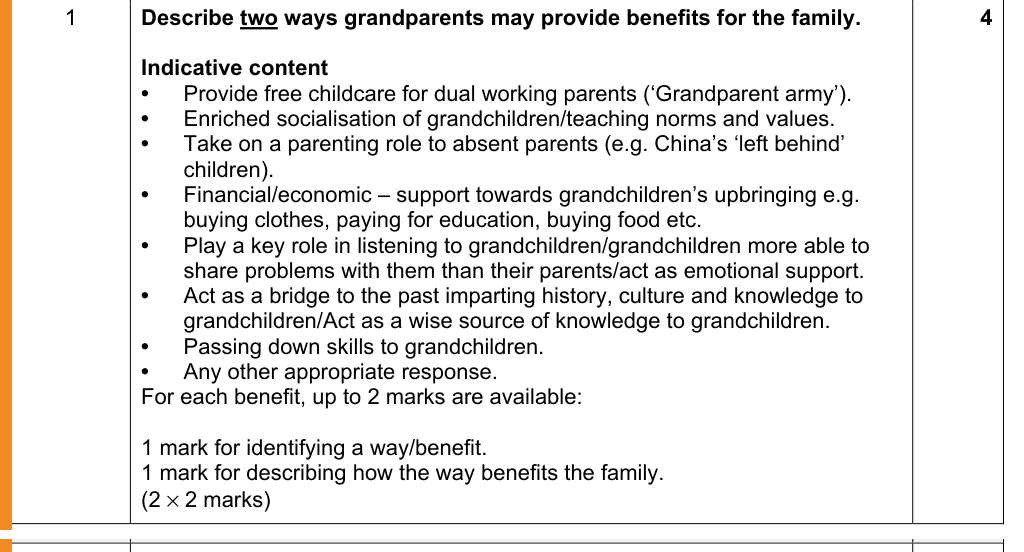 1 Describe two ways grandparents may provide benefits for the family. 4
Indicative content
• Provide free childcare for dual working parents (‘Grandparent army’).
• Enriched socialisation of grandchildren/teaching norms and values.
• Take on a parenting role to absent parents (e.g. China’s ‘left behind’
children).
• Financial/economic – support towards grandchildren’s upbringing e.g.
buying clothes, paying for education, buying food etc.
• Play a key role in listening to grandchildren/grandchildren more able to
share problems with them than their parents/act as emotional support.
• Act as a bridge to the past imparting history, culture and knowledge to
grandchildren/Act as a wise source of knowledge to grandchildren.
• Passing down skills to grandchildren.
• Any other appropriate response.
For each benefit, up to 2 marks are available:
1 mark for identifying a way/benefit.
1 mark for describing how the way benefits the family.
(2 × 2 marks)